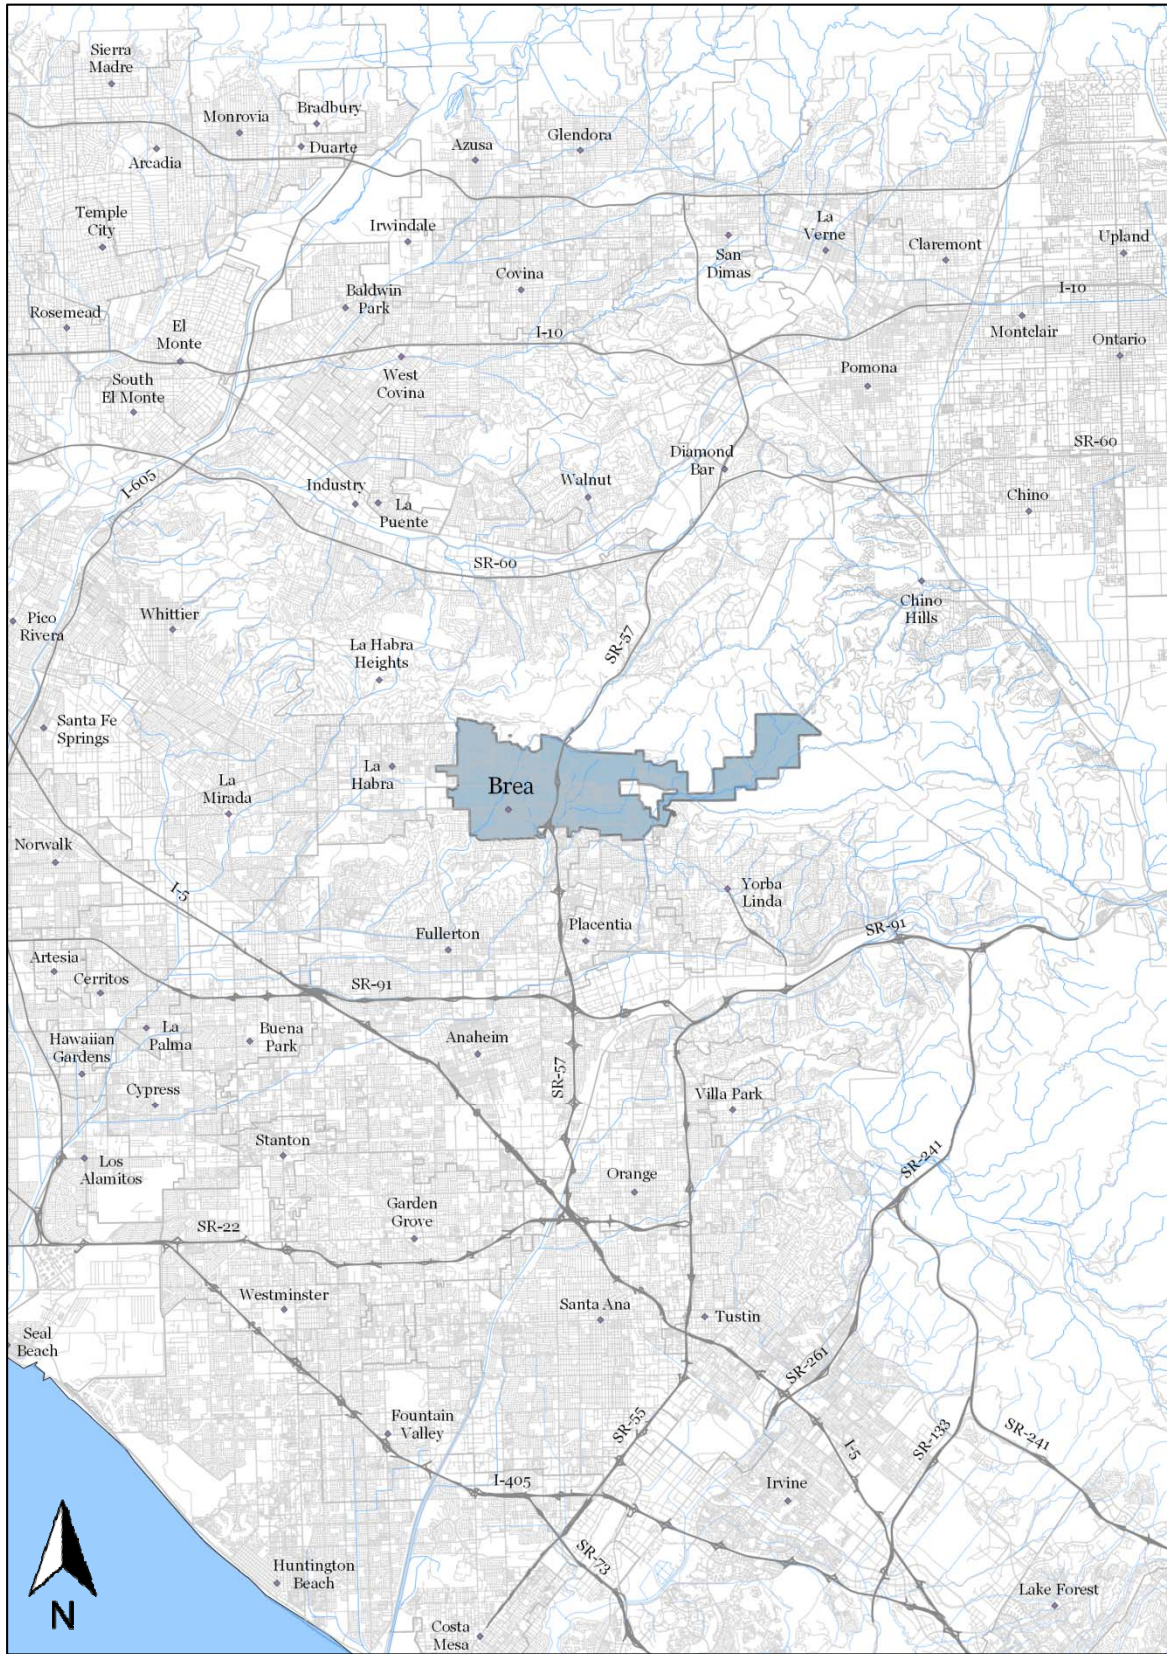 Sierra
Madre
Monrovia
Bradbury
Duarte
Arcadia
Azusa
Glendora
Temple
City
Irwindale
La
Verne
San
Dimas
Claremont
Upland
Covina
Baldwin
Park
I-10
Rosemead
El
Monte
I-10
Montclair
Ontario
South
El Monte
West
Covina
Pomona
SR-60
Diamond
Bar
I-605
Industry
La
Puente
Walnut
Chino
SR-60
Pico
Rivera
Whittier
Chino
Hills
La Habra
Heights
SR-57
Santa Fe
Springs
La
Mirada
La
Habra
Brea
Norwalk
I-5
Yorba
Linda
Fullerton
Placentia
SR-91
Artesia
Cerritos
SR-91
Hawaiian
Gardens
La
Palma
Buena
Park
Anaheim
SR-57
Cypress
Villa Park
Stanton
Los
Alamitos
SR-241
Orange
Garden
Grove
SR-22
Westminster
Santa Ana
Tustin
Seal
Beach
SR-261
Fountain
Valley
SR-55
I-5
SR-133
SR-241
I-405
Irvine
SR-73
Huntington
Beach
Lake Forest
Costa
Mesa
N